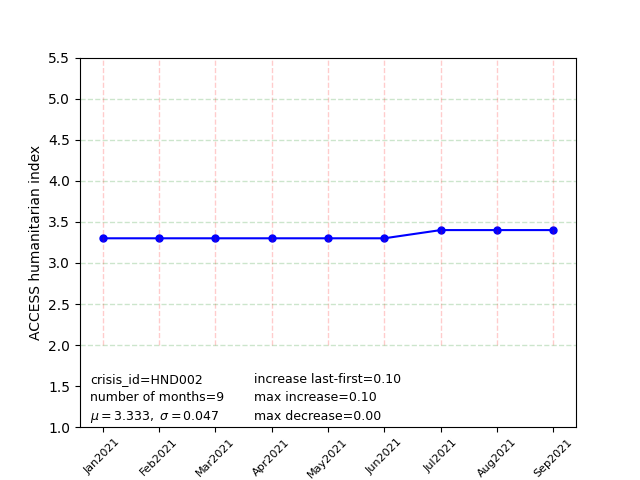 5.5
5.0
4.5
4.0
3.5
3.0
2.5
2.0
1.5
1.0
ACCESS humanitarian index
crisis_id=HND002
number of months=9
μ = 3.333, σ = 0.047
increase last-first=0.10
max increase=0.10
max decrease=0.00
Jan2021 Feb2021 Mar2021 Apr2021 May2021 Jun2021 Jul2021 Aug2021 Sep2021